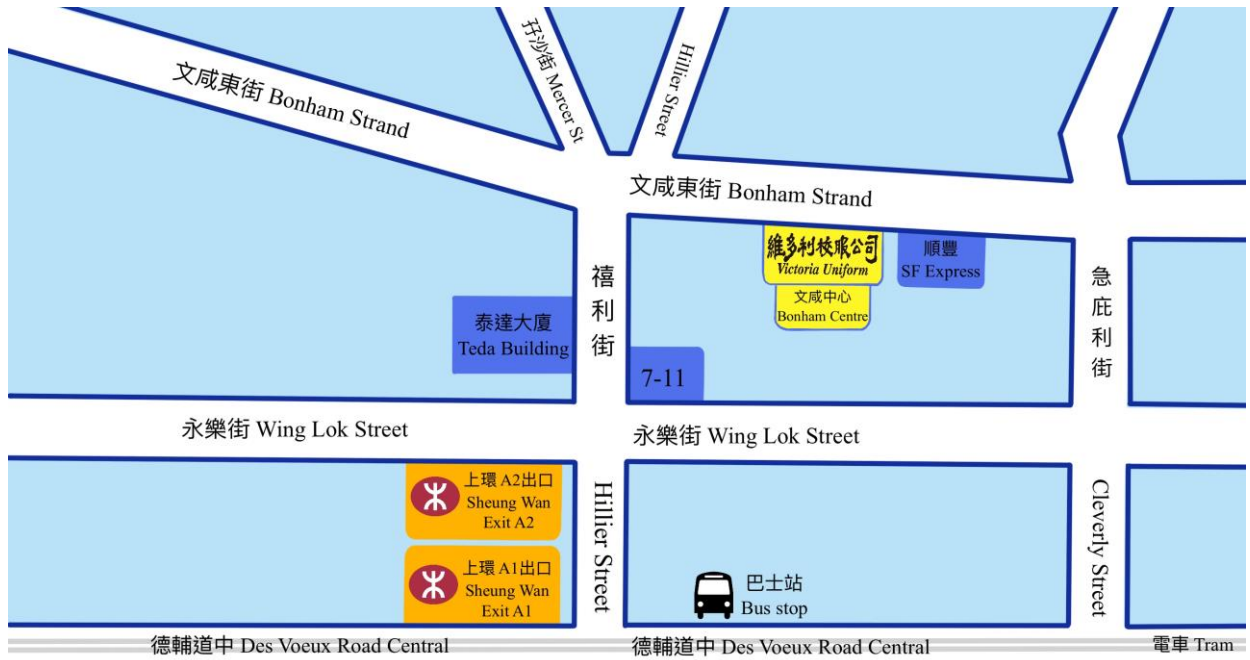 孖沙街 Mercer St
Hillier Street
文咸東街 Bonham Strand
文咸東街 Bonham Strand
維多利校服公司
Victoria Uniform
文咸中心
Bonham Centre
順豐
SF Express
禧利街
急庇利街
泰達大廈
Teda Building
7-11
永樂街 Wing Lok Street
永樂街 Wing Lok Street
上環 A2出口
Sheung Wan
Exit A2
上環 A1出口
Sheung Wan
Exit A1
Hillier Street
巴士站
Bus stop
Cleverly Street
德輔道中 Des Voeux Road Central
德輔道中 Des Voeux Road Central
電車 Tram